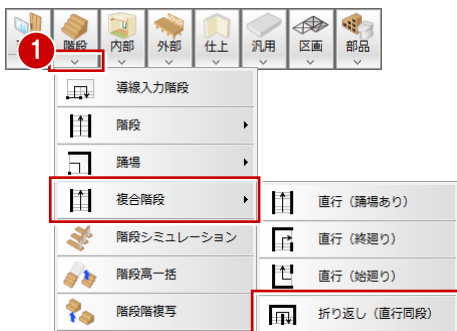 階段 内部 外部 仕上 汎用 区画 部品
1
導線入力階段
階段
踊場
複合階段
直行（踊場あり）
階段シミュレーション
直行（終廻り）
階段高一括
直行（始廻り）
階段階複写
折り返し（直行同段）